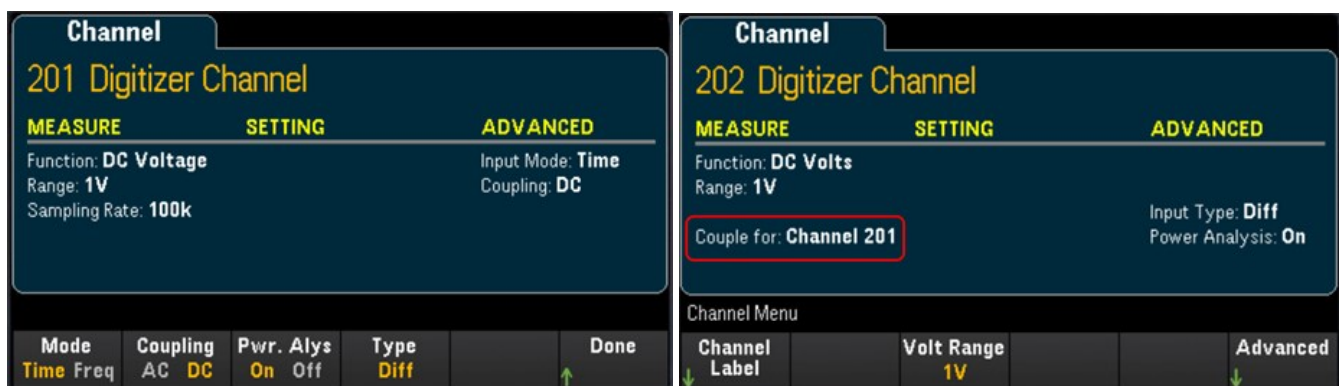 Channel
201 Digitizer Channel
MEASURE SETTING ADVANCED
Function: DC Voltage Input Mode: Time
Range: 1V Coupling: DC
Sampling Rate: 100k
Mode Coupling Pwr. Alys Type Done
Time Freq AC DC On Off Diff
Channel
202 Digitizer Channel
MEASURE SETTING ADVANCED
Function: DC Volts
Range: 1V
Input Type: Diff
Couple for: Channel 201 Power Analysis: On
Channel Menu
Channel Volt Range Advanced
Label 1V